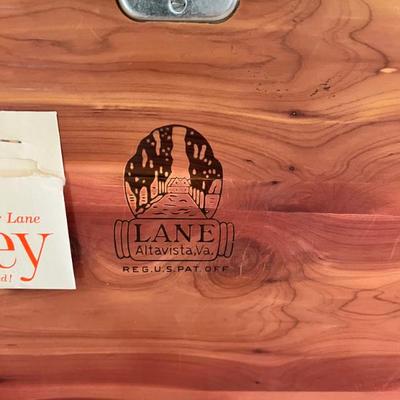 Lane
ey
d!
LANE
Altavista, Va.
REG. U.S. PAT. OFF